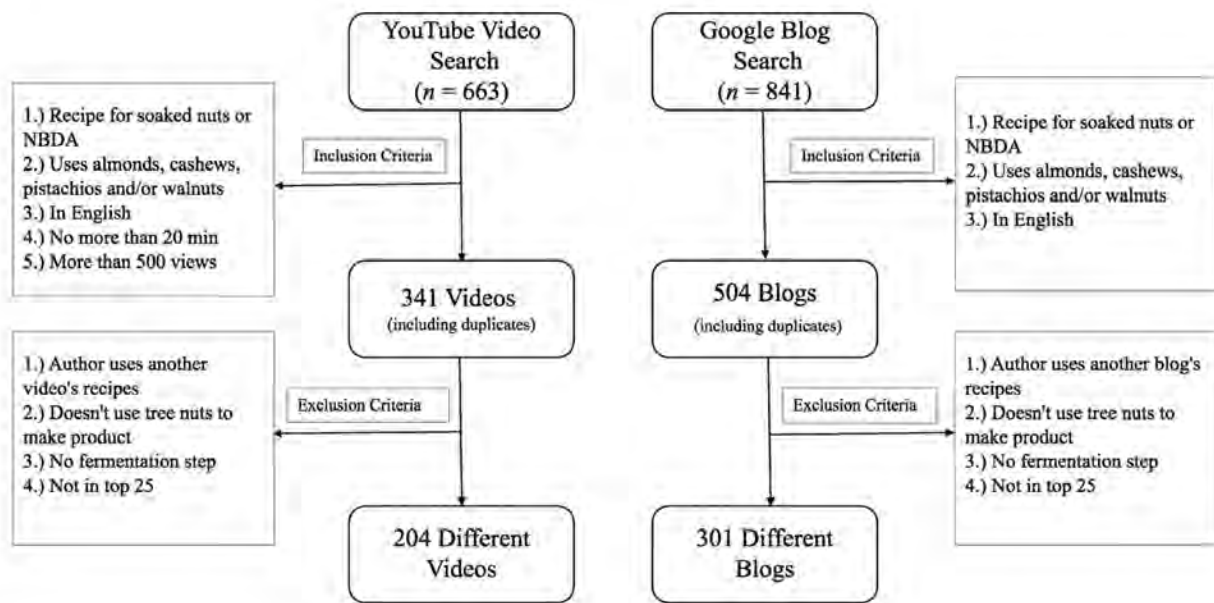 YouTube Video
Search
(n = 663)
Google Blog
Search
(n = 841)
1.) Recipe for soaked nuts or
NBDA
2.) Uses almonds, cashews,
pistachios and/or walnuts
3.) In English
4.) No more than 20 min
5.) More than 500 views
Inclusion Criteria
Inclusion Criteria
1.) Recipe for soaked nuts or
NBDA
2.) Uses almonds, cashews,
pistachios and/or walnuts
3.) In English
341 Videos
(including duplicates)
504 Blogs
(including duplicates)
1.) Author uses another
video's recipes
2.) Doesn't use tree nuts to
make product
3.) No fermentation step
4.) Not in top 25
Exclusion Criteria
Exclusion Criteria
1.) Author uses another blog's
recipes
2.) Doesn't use tree nuts to
make product
3.) No fermentation step
4.) Not in top 25
204 Different
Videos
301 Different
Blogs